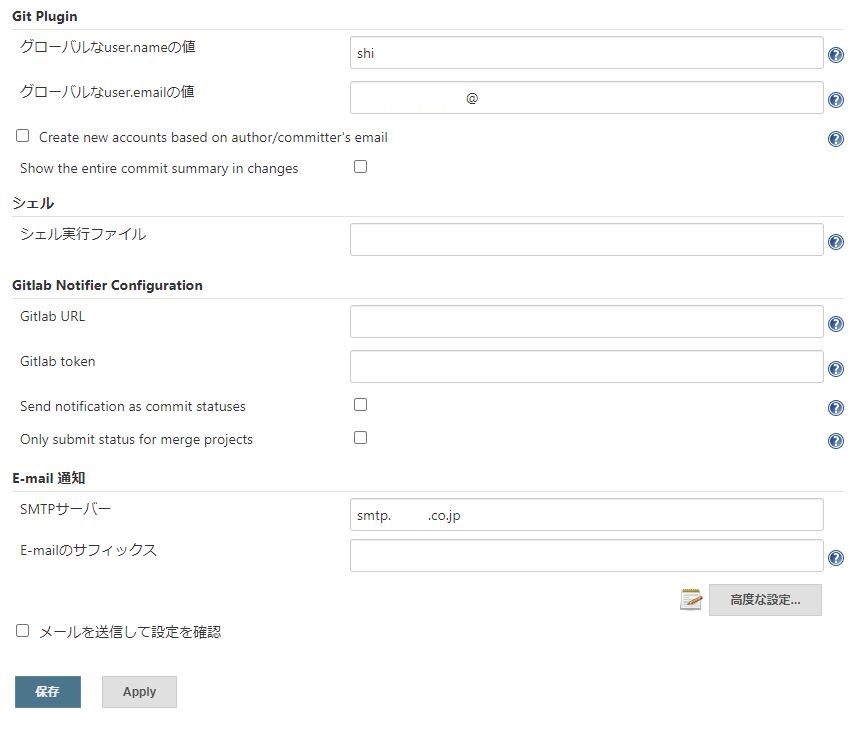 Git Plugin
グローバルなuser.nameの値
shi
グローバルなuser.emailの値
@
Create new accounts based on author/committer's email
Show the entire commit summary in changes
シェル
シェル実行ファイル
Gitlab Notifier Configuration
Gitlab URL
Gitlab token
Send notification as commit statuses
Only submit status for merge projects
E-mail 通知
SMTPサーバー
smtp. .co.jp
E-mailのサフィックス
高度な設定...
メールを送信して設定を確認
保存 Apply